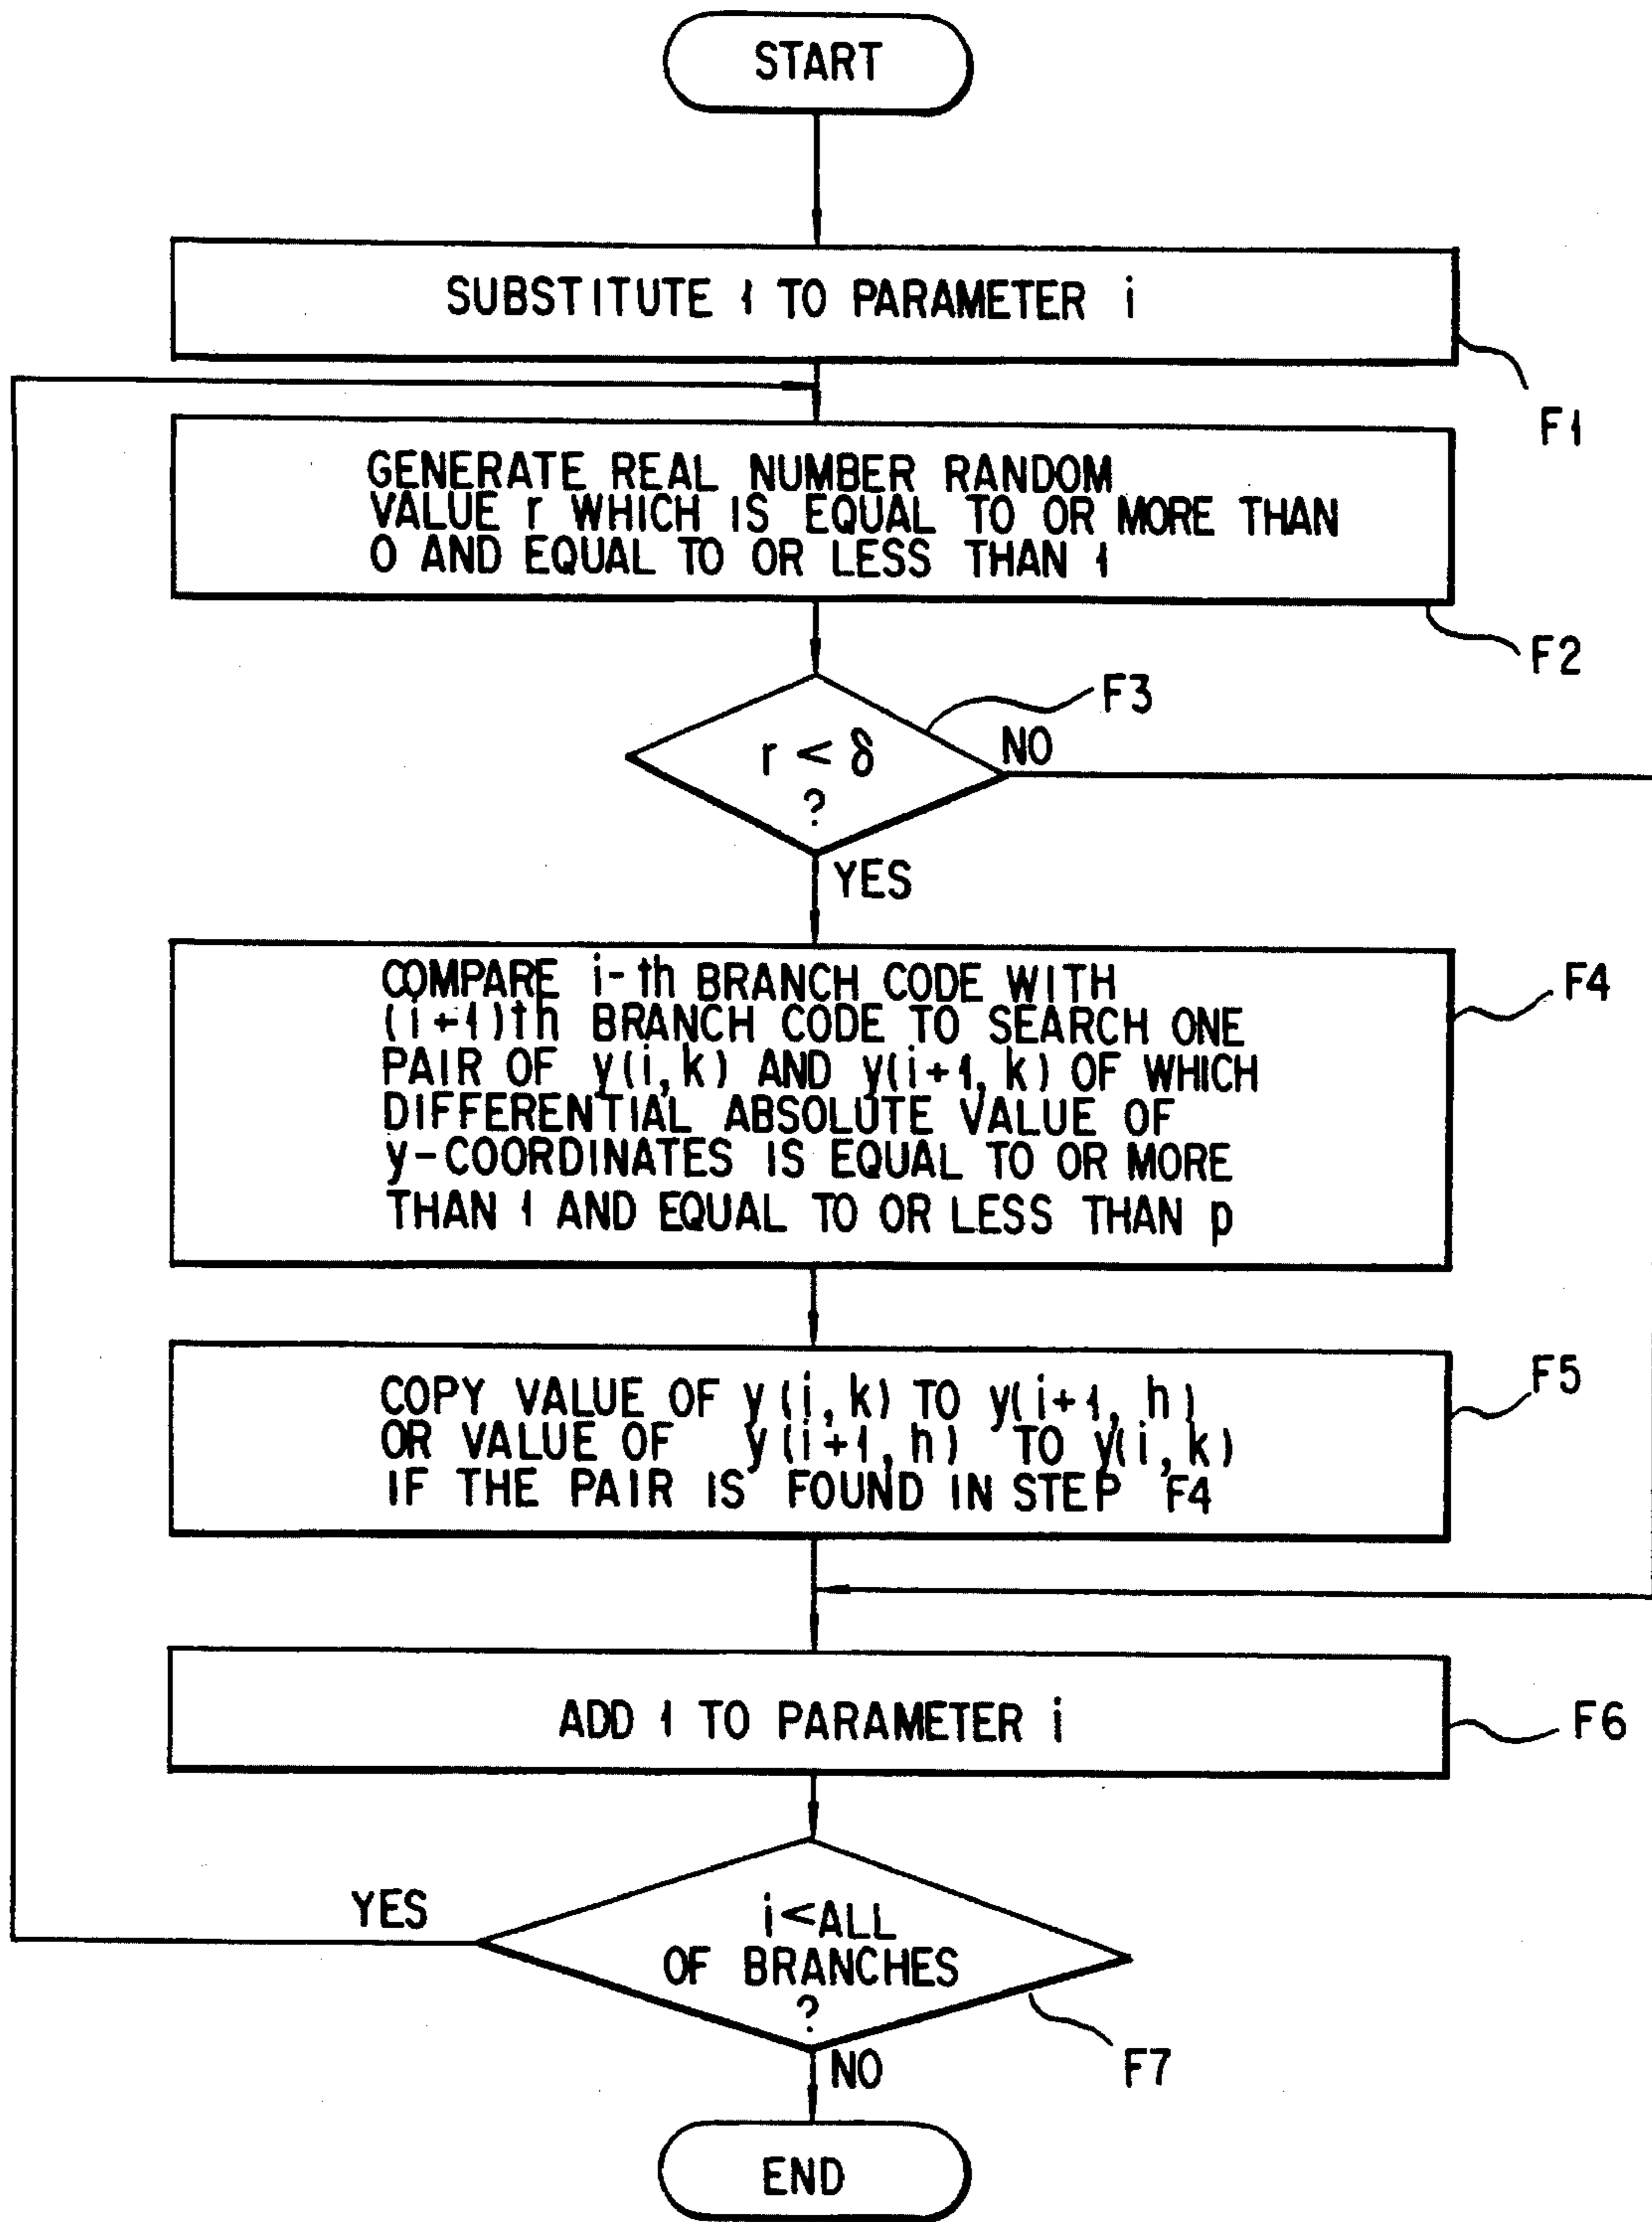 START
SUBSTITUTE 1 TO PARAMETER i
F1
GENERATE REAL NUMBER RANDOM
VALUE r WHICH IS EQUAL TO OR MORE THAN
0 AND EQUAL TO OR LESS THAN 1
F2
F3
r < δ
?
NO
YES
COMPARE i-th BRANCH CODE WITH
(i+1)th BRANCH CODE TO SEARCH ONE
PAIR OF y(i,k) AND y(i+1,k) OF WHICH
DIFFERENTIAL ABSOLUTE VALUE OF
y-COORDINATES IS EQUAL TO OR MORE
THAN 1 AND EQUAL TO OR LESS THAN p
F4
COPY VALUE OF y(i,k) TO y(i+1, h)
OR VALUE OF y(i+1, h) TO y(i,k)
IF THE PAIR IS FOUND IN STEP F4
F5
ADD 1 TO PARAMETER i
F6
YES
i<ALL
OF BRANCHES
?
F7
NO
END